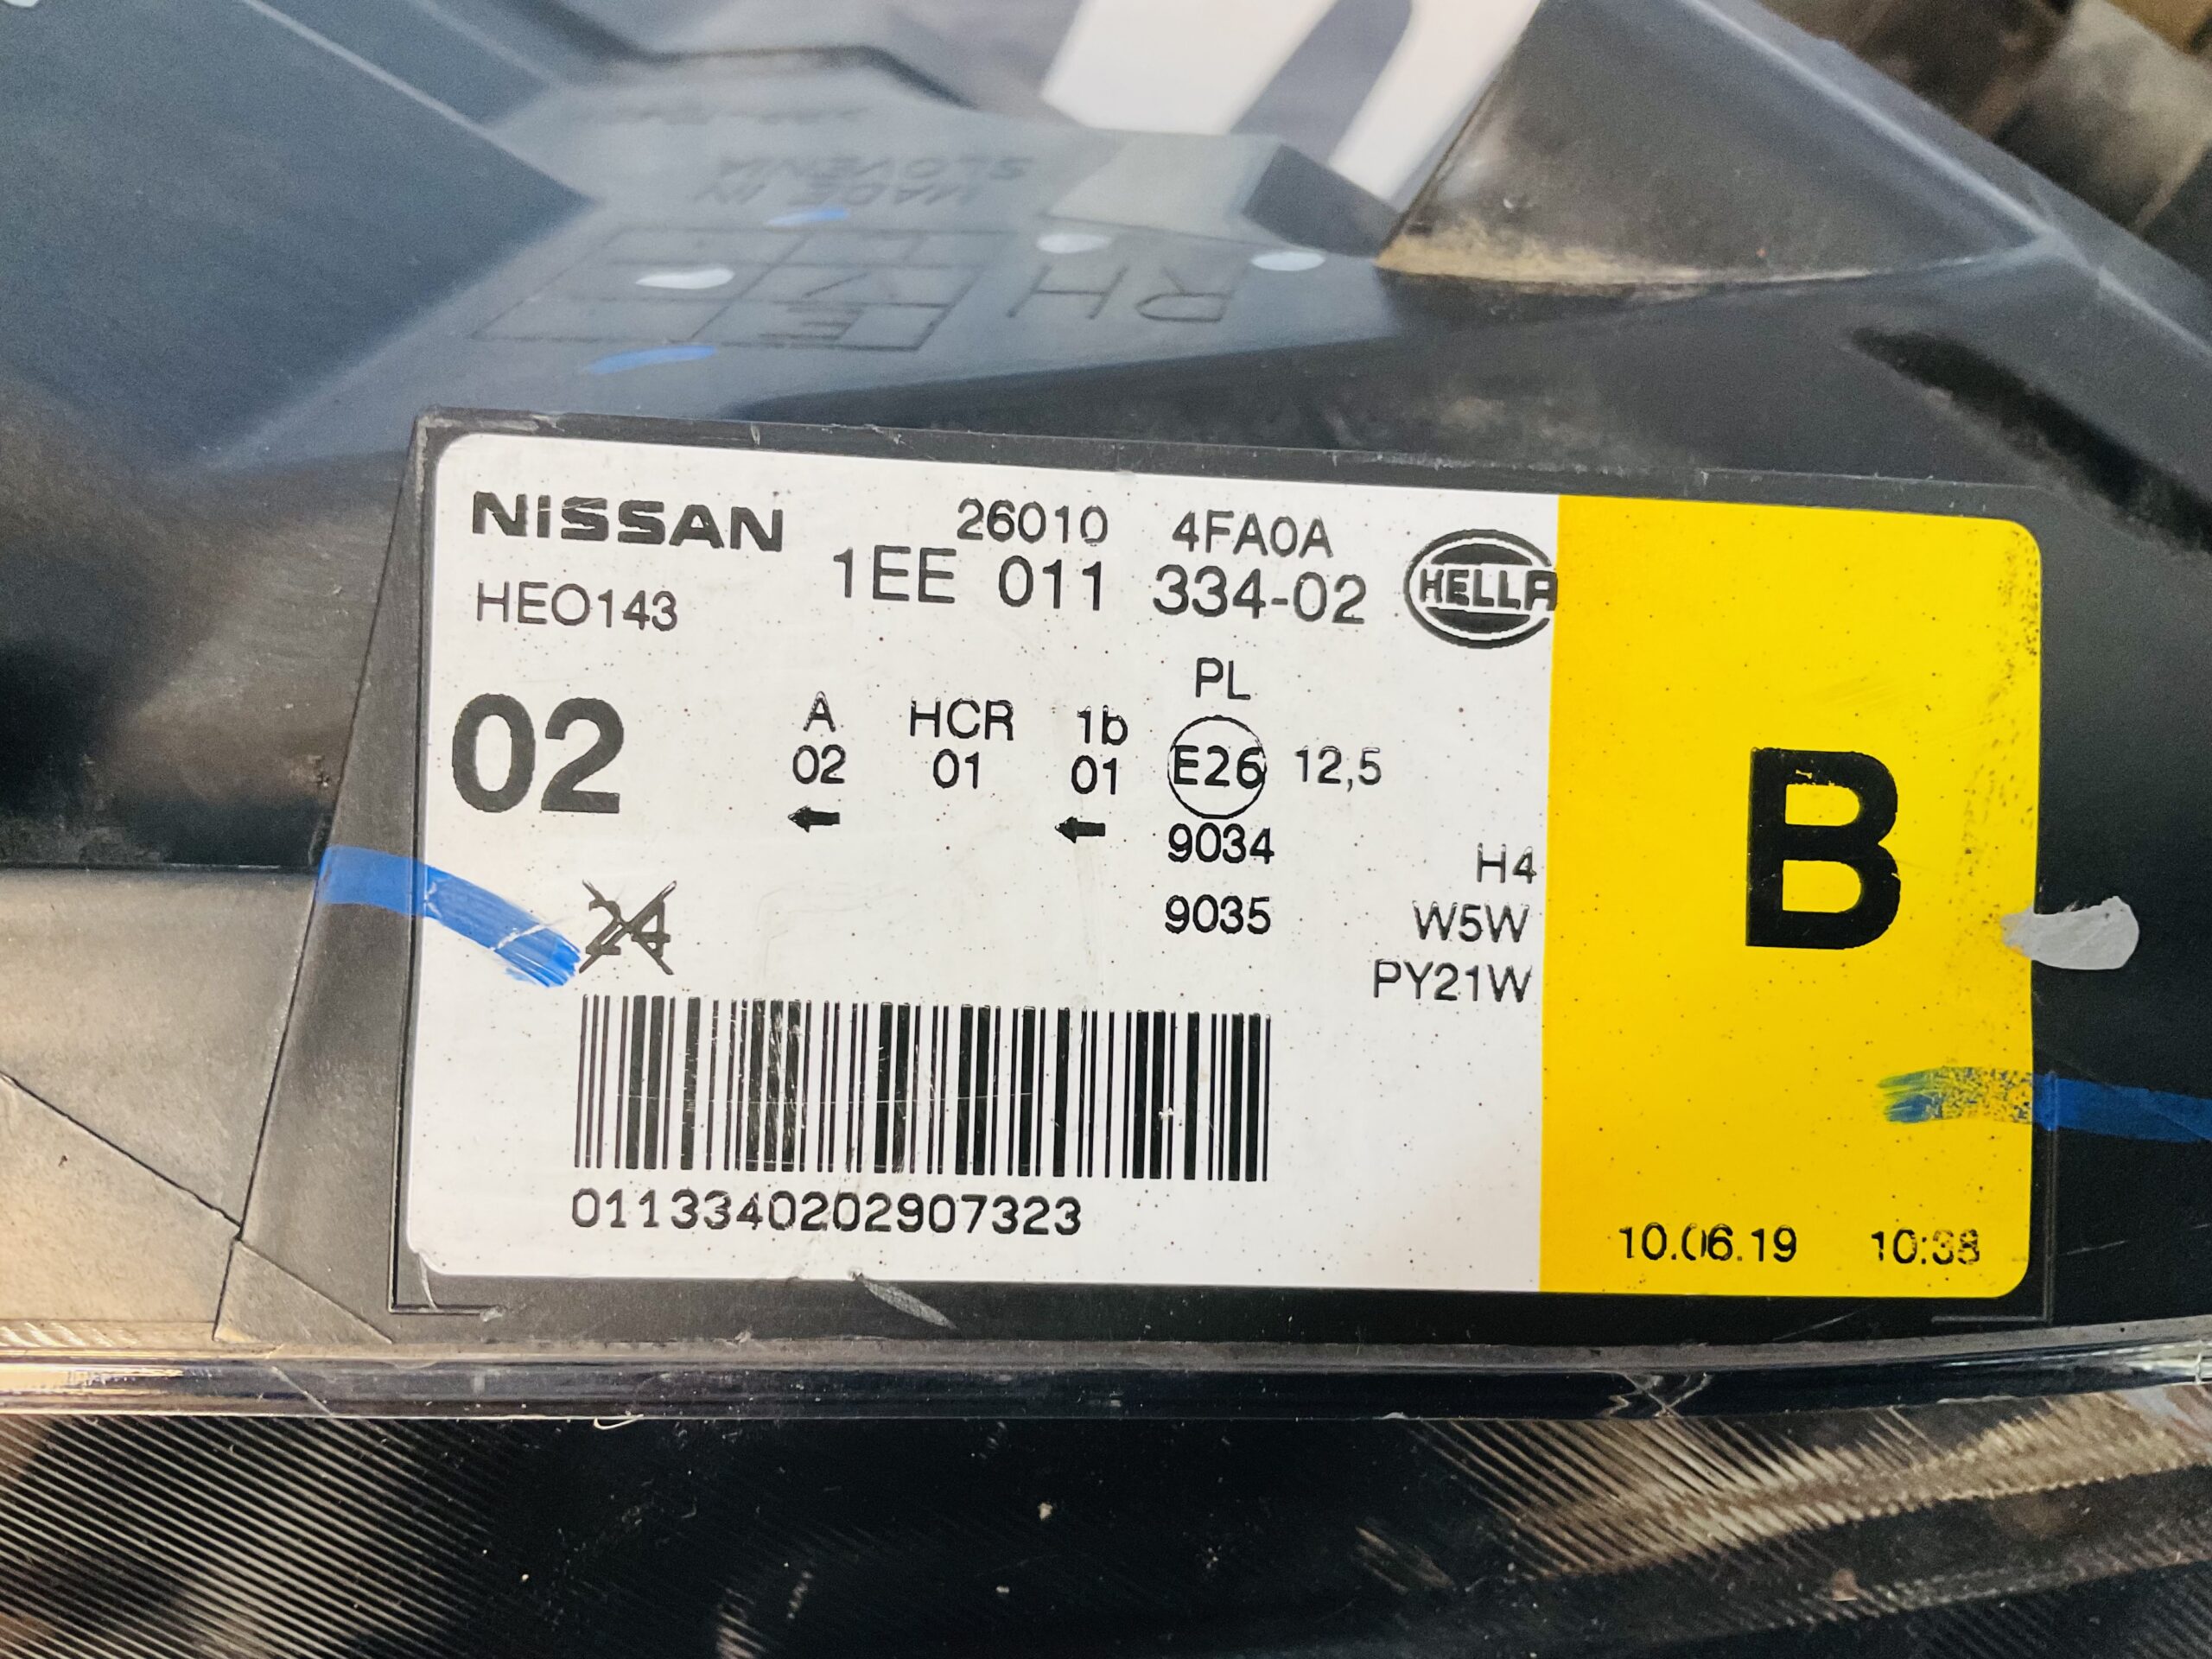 MADE IN
SLOVENIA
RH
NISSAN 26010 4FA0A
HEO143 1EE 011 334-02 HELLA
PL
02 A HCR 1b E26 12,5
02 01 01
9034
24 9035
H4
W5W
PY21W
B
0113340202907323
10.06.19 10:38